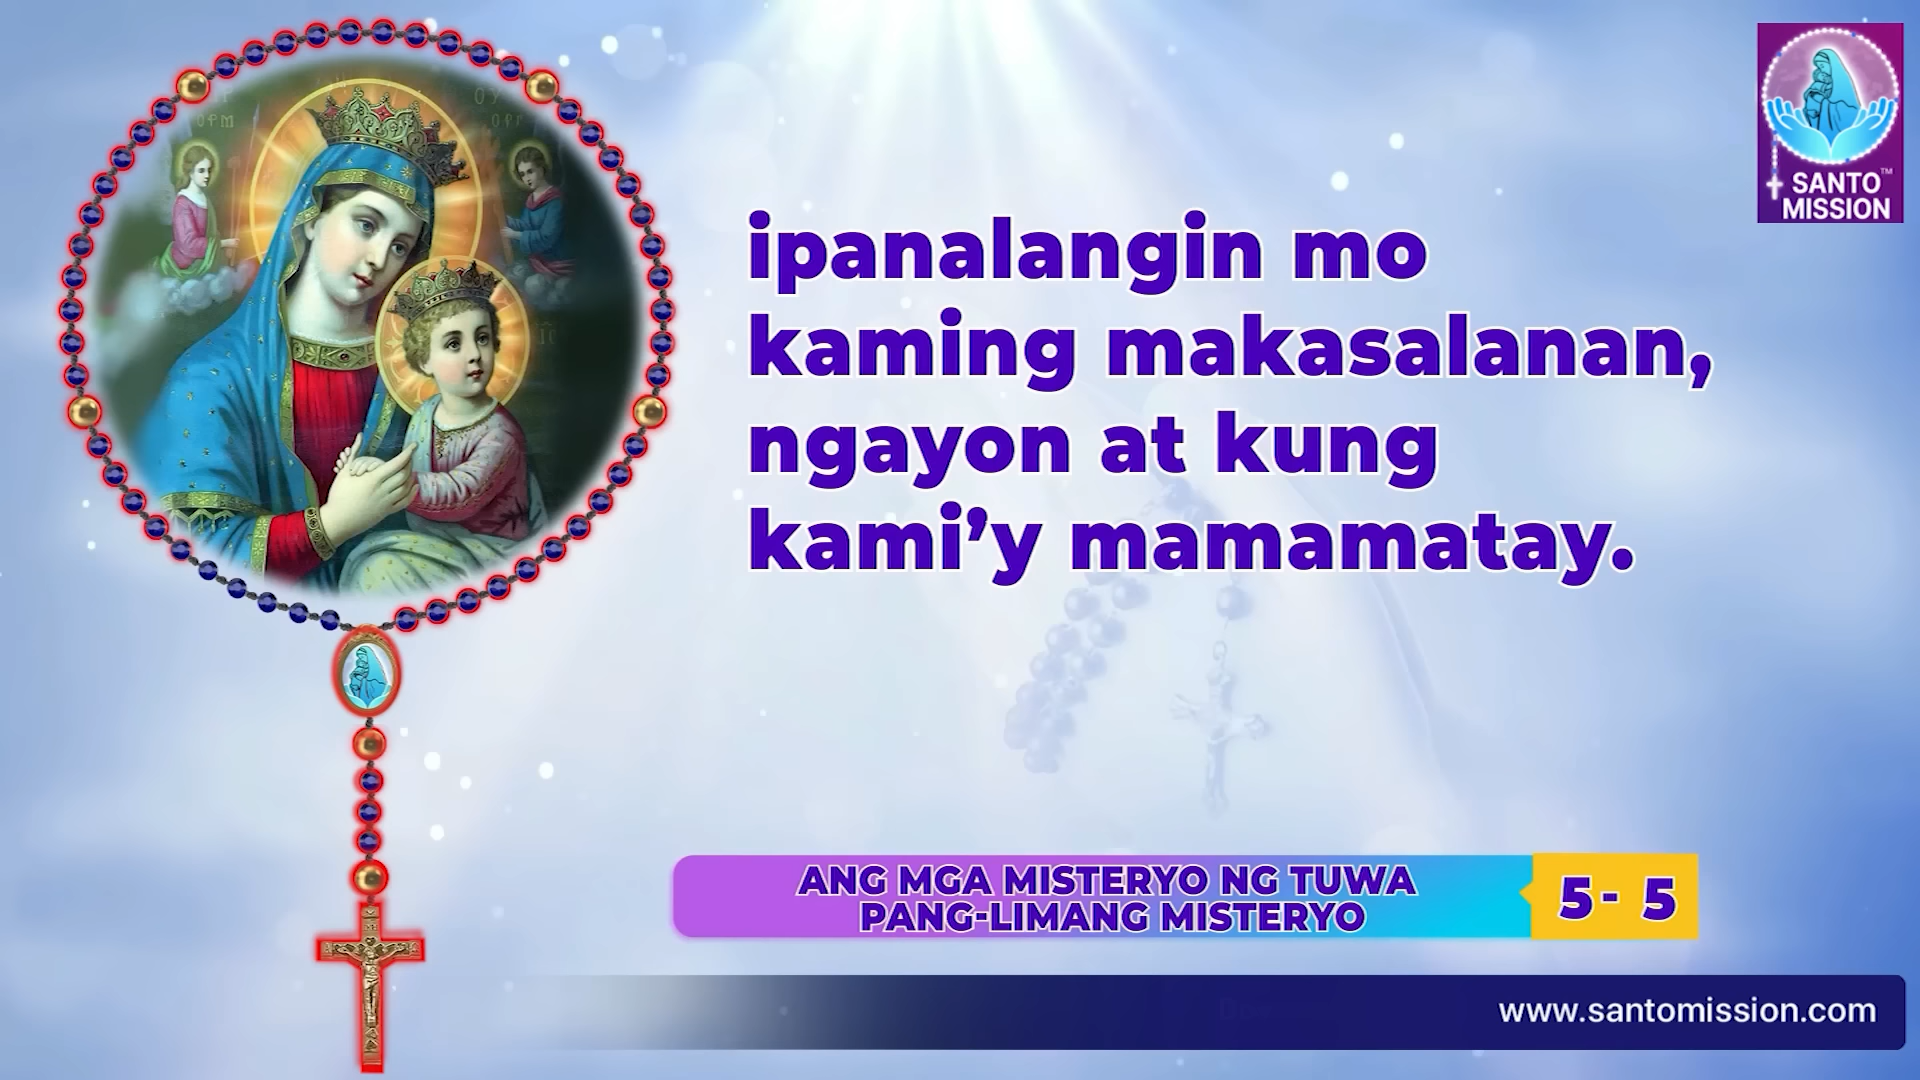 SANTO™
MISSION
ipanalangin mo
kaming makasalanan,
ngayon at kung
kami’y mamamatay.
ANG MGA MISTERYO NG TUWA
PANG-LIMANG MISTERYO
5- 5
www.santomission.com